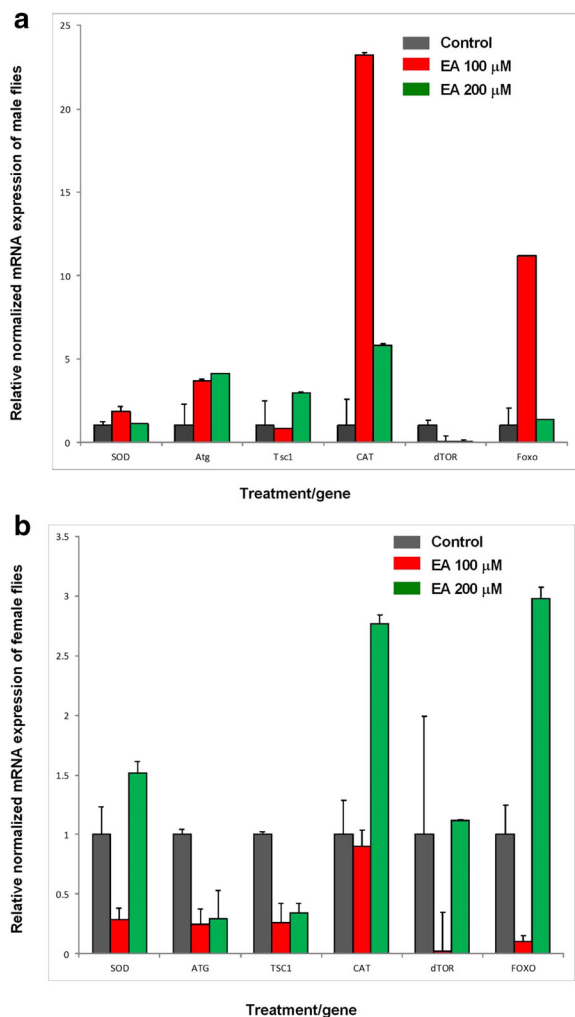 a
Relative normalized mRNA expression of male flies
25
20
15
10
5
0
Control
EA 100 μM
EA 200 μM
SOD Atg Tsc1 CAT dTOR Foxo
Treatment/gene
b
Relative normalized mRNA expression of female flies
3.5
3
2.5
2
1.5
1
0.5
0
Control
EA 100 μM
EA 200 μM
SOD ATG TSC1 CAT dTOR FOXO
Treatment/gene